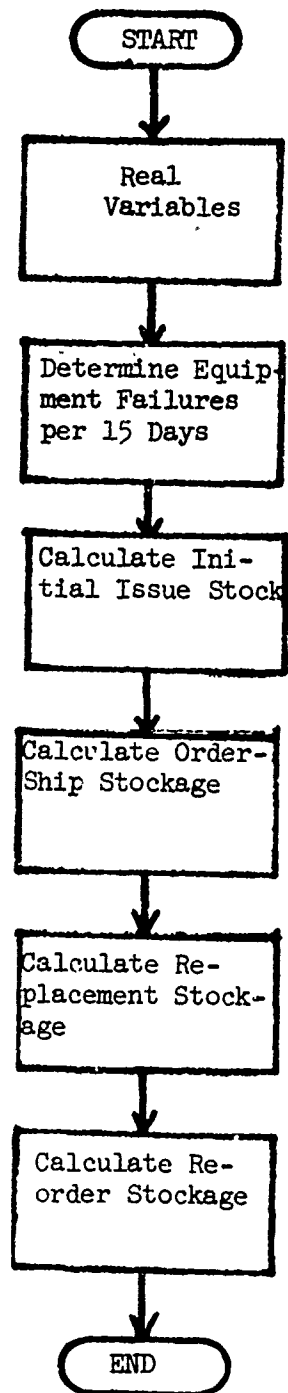 START
Real
Variables
Determine Equip-
ment Failures
per 15 Days
Calculate Ini-
tial Issue Stock
Calculate Order-
Ship Stockage
Calculate Re-
placement Stock-
age
Calculate Re-
order Stockage
END